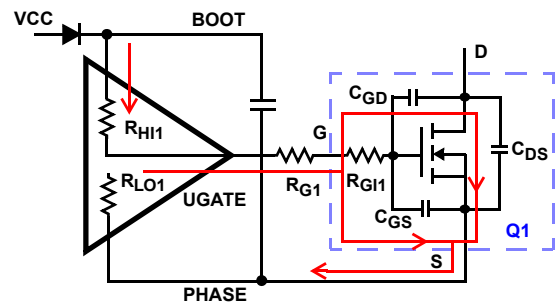 VCC
BOOT
D
RHI1
CGD
G
CDS
RLO1
RG1
RGI1
UGATE
CGS
Q1
S
PHASE